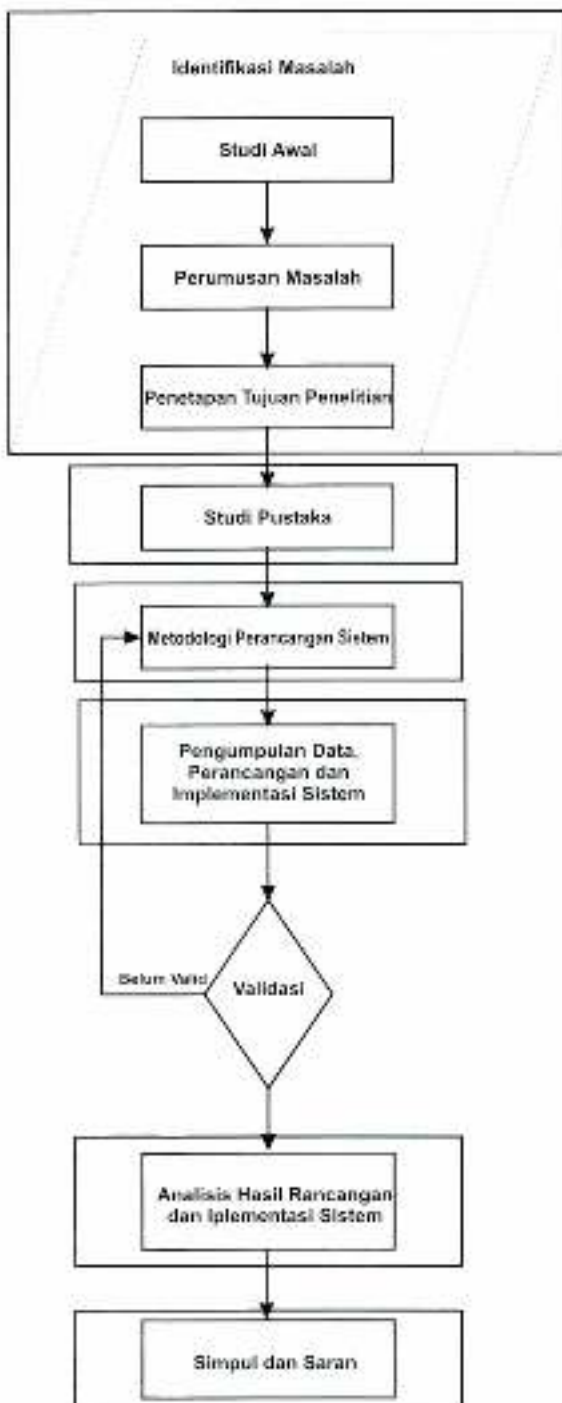 Identifikasi Masalah
Studi Awal
Perumusan Masalah
Penetapan Tujuan Penelitian
Studi Pustaka
Metodologi Perancangan Sistem
Pengumpulan Data,
Perancangan dan
Implementasi Sistem
Belum Valid
Validasi
Analisis Hasil Rancangan
dan Iplementasi Sistem
Simpul dan Saran